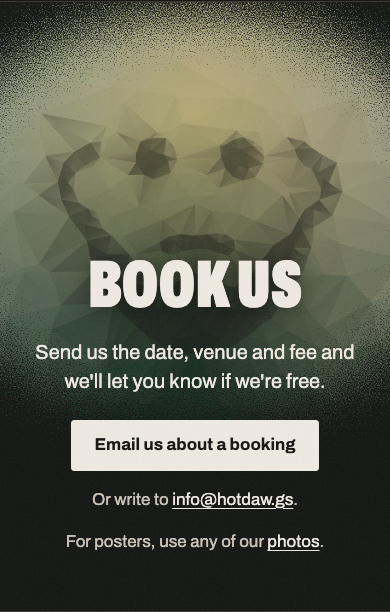 BOOK US
Send us the date, venue and fee and
we'll let you know if we're free.
Email us about a booking
Or write to info@hotdaw.gs.
For posters, use any of our photos.